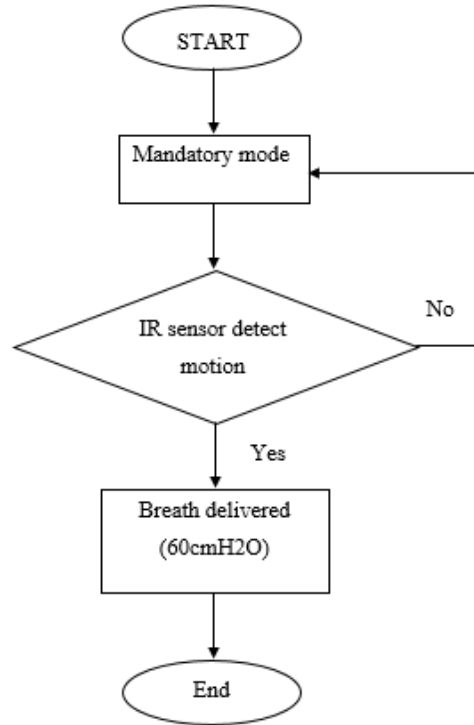 START
Mandatory mode
IR sensor detect
motion
No
Yes
Breath delivered
(60cmH2O)
End